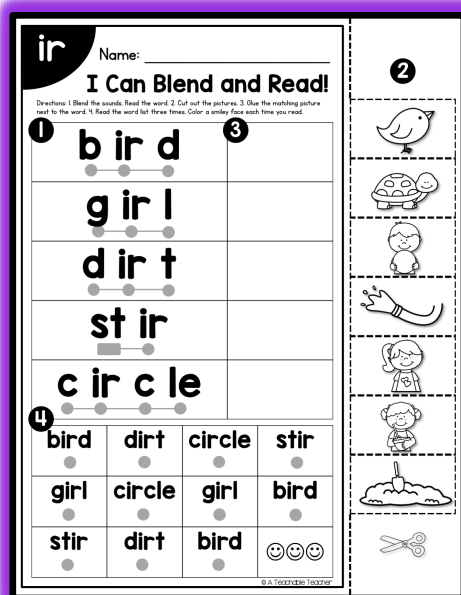 ir
Name:
I Can Blend and Read!
Directions: 1. Blend the sounds. Read the word. 2. Cut out the pictures. 3. Glue the matching picture
next to the word. 4. Read the word list three times. Color a smiley face each time you read.
1
3
2
b ir d
g ir l
d ir t
st ir
c ir c le
4
bird dirt circle stir
girl circle girl bird
stir dirt bird
© A Teachable Teacher